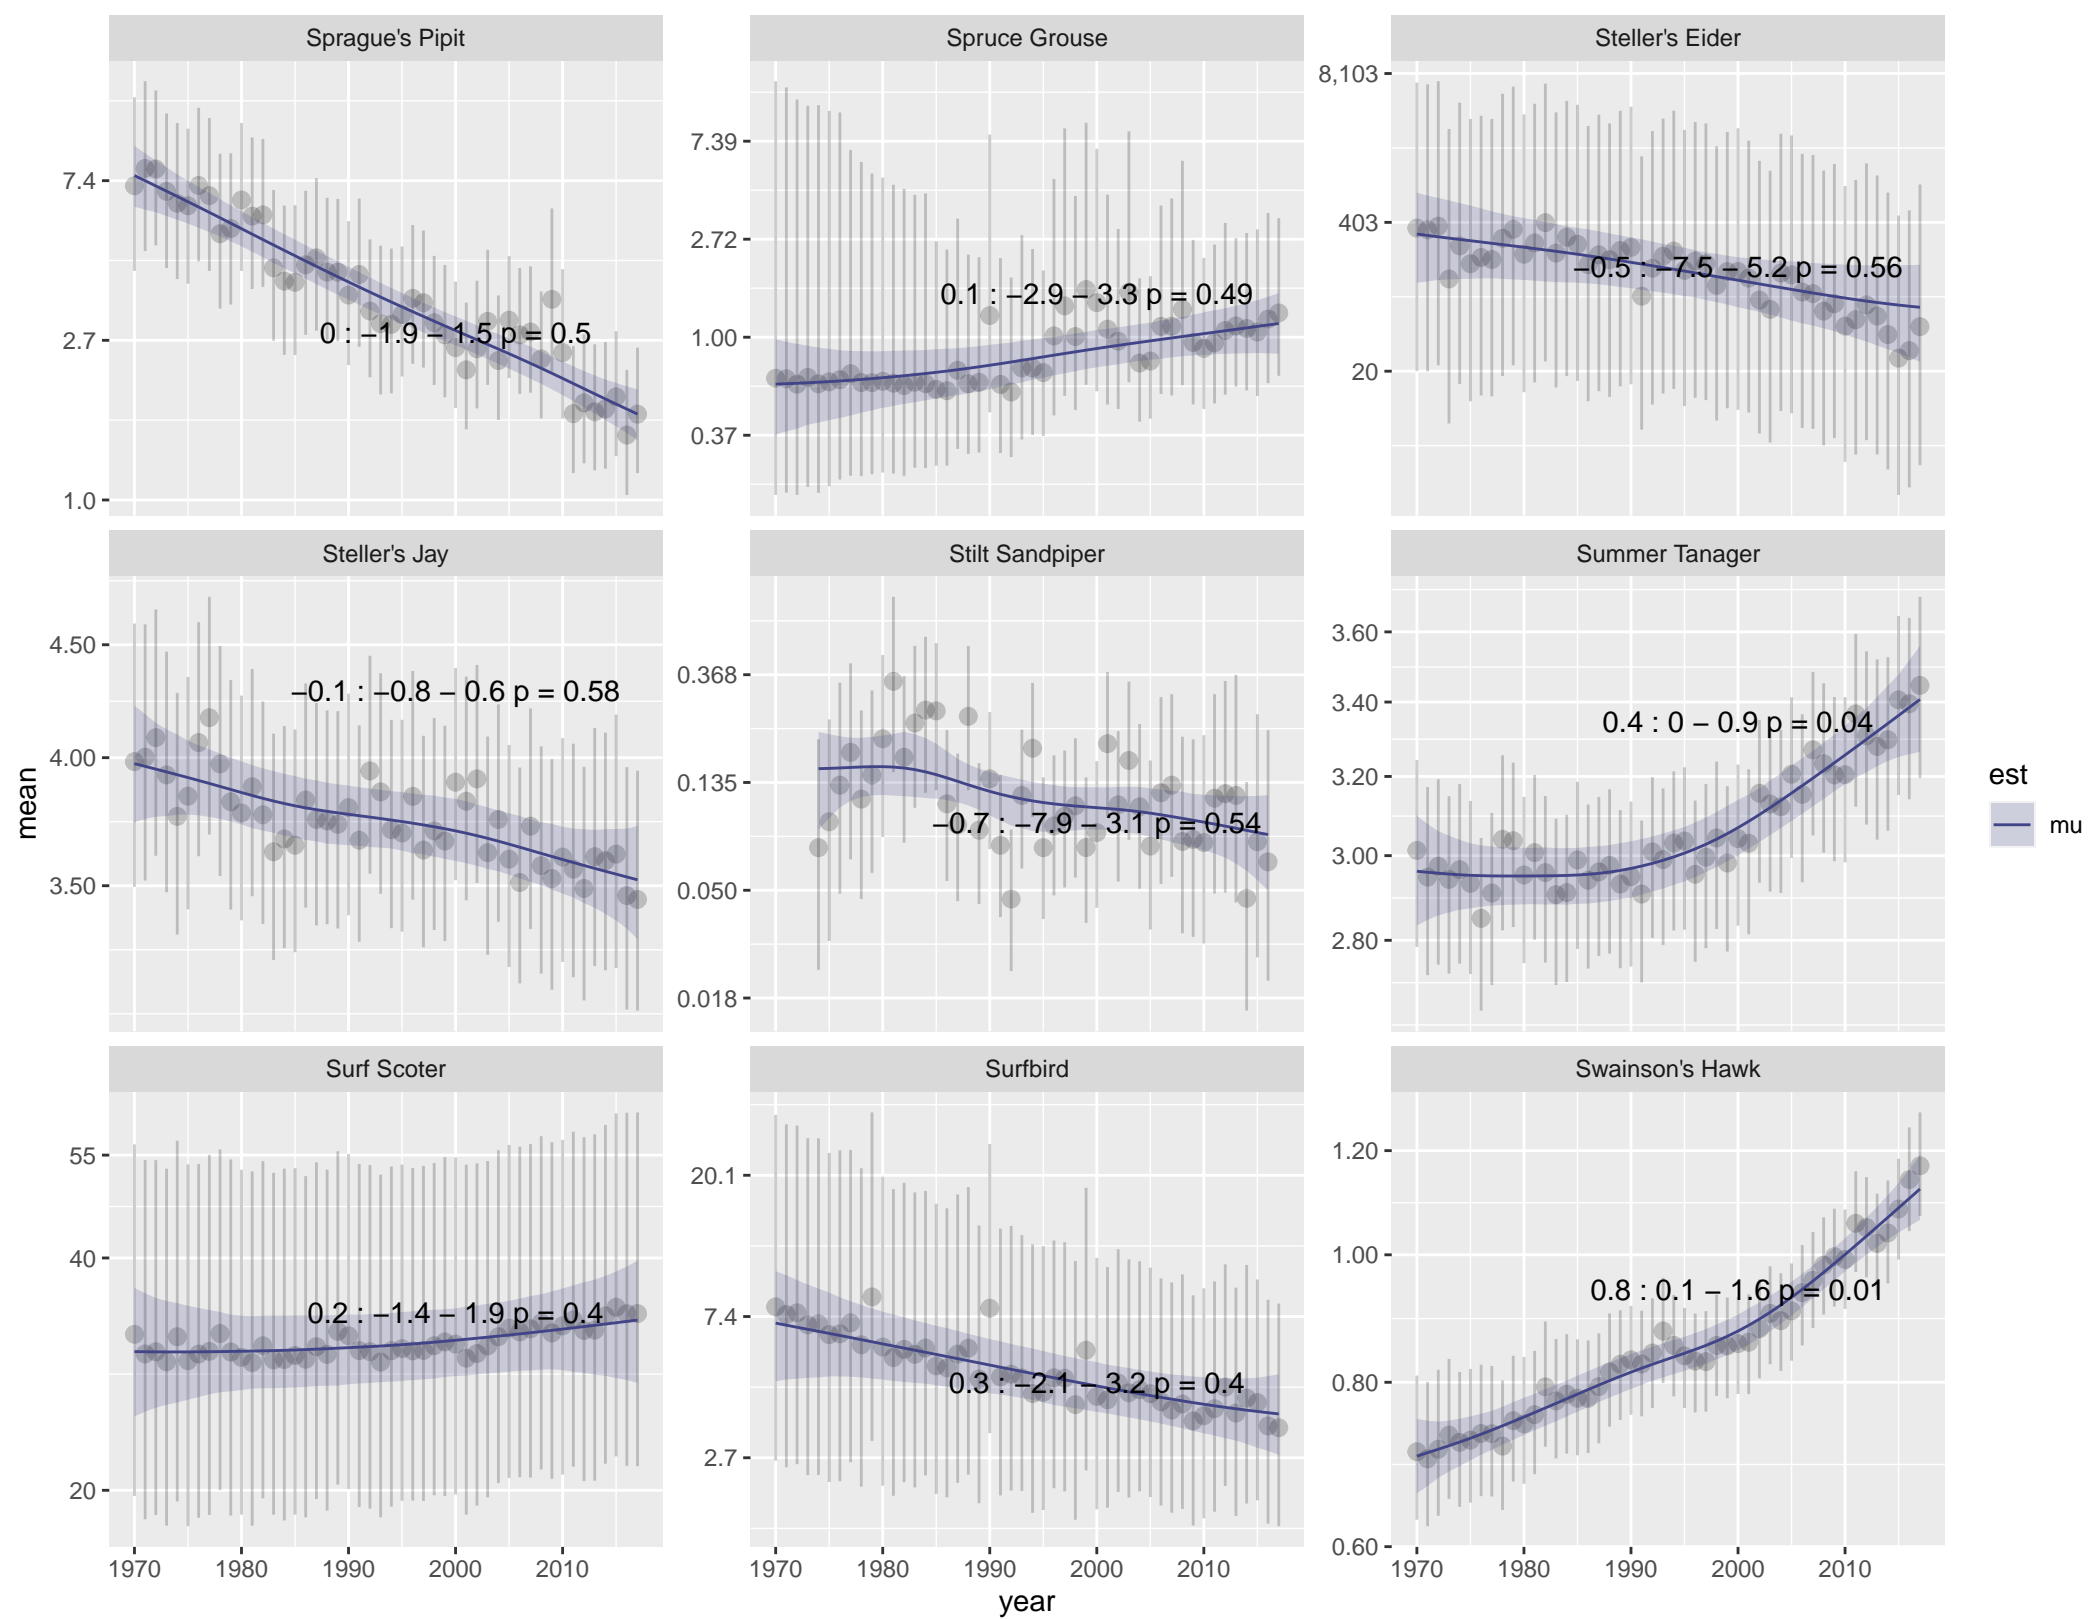 Sprague's Pipit
Spruce Grouse
Steller's Eider
7.4
2.7
1.0
0 : −1.9 − 1.5 p = 0.5
7.39
2.72
1.00
0.37
0.1 : −2.9 − 3.3 p = 0.49
8,103
403
20
−0.5 : −7.5 − 5.2 p = 0.56
Steller's Jay
Stilt Sandpiper
Summer Tanager
4.50
4.00
3.50
−0.1 : −0.8 − 0.6 p = 0.58
0.368
0.135
0.050
0.018
−0.7 : −7.9 − 3.1 p = 0.54
3.60
3.40
3.20
3.00
2.80
0.4 : 0 − 0.9 p = 0.04
mean
est
mu
Surf Scoter
Surfbird
Swainson's Hawk
55
40
20
0.2 : −1.4 − 1.9 p = 0.4
20.1
7.4
2.7
0.3 : −2.1 − 3.2 p = 0.4
1.20
1.00
0.80
0.60
0.8 : 0.1 − 1.6 p = 0.01
1970 1980 1990 2000 2010
1970 1980 1990 2000 2010
1970 1980 1990 2000 2010
year